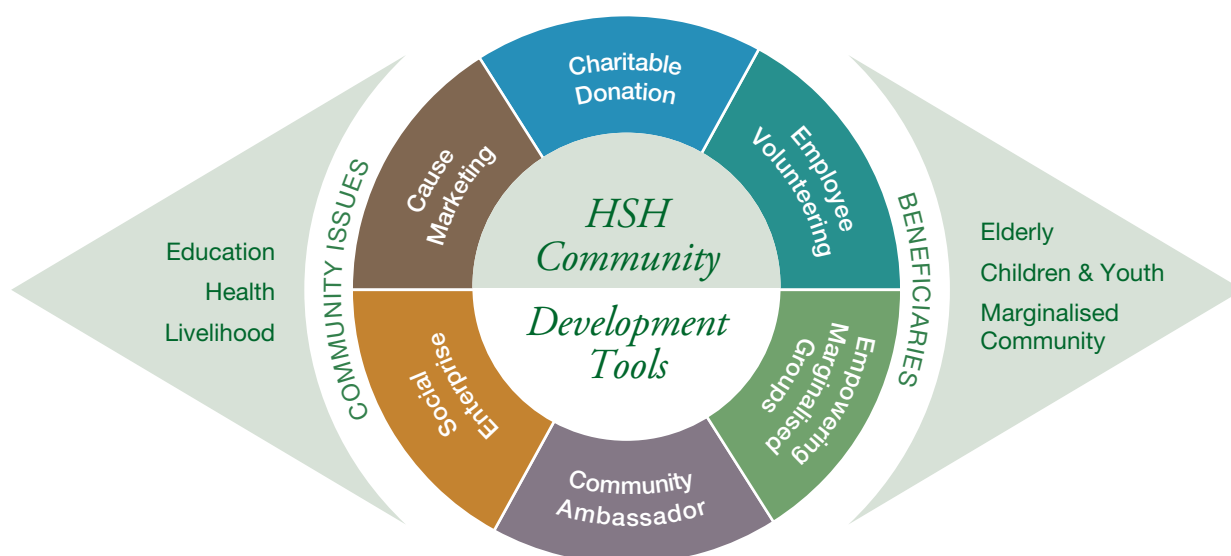 COMMUNITY ISSUES
Education
Health
Livelihood
Charitable
Donation
Employee
Volunteering
Empowering
Marginalised
Groups
Community
Ambassador
Social
Enterprise
Cause
Marketing
HSH
Community
Development
Tools
BENEFICIARIES
Elderly
Children & Youth
Marginalised
Community